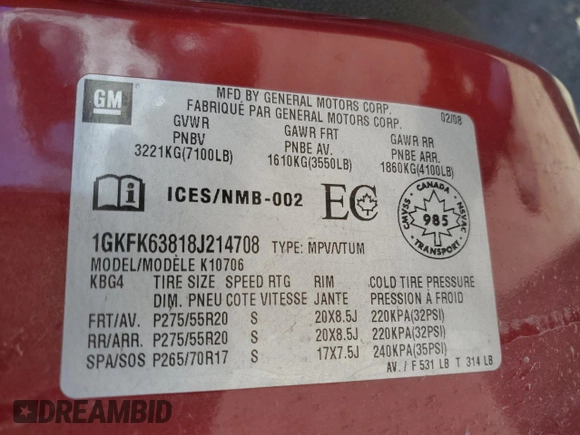 GM
MFD BY GENERAL MOTORS CORP.
FABRIQUÉ PAR GENERAL MOTORS CORP.
02/08
GVWR GAWR FRT GAWR RR
PNBV PNBE AV. PNBE ARR.
3221KG(7100LB) 1610KG(3550LB) 1860KG(4100LB)
ICES/NMB-002 EC
CANADA
CMVSS 985 NSVAC
TRANSPORT
1GKFK63818J214708 TYPE: MPV/VTUM
MODEL/MODÈLE K10706
KBG4 TIRE SIZE SPEED RTG RIM COLD TIRE PRESSURE
DIM. PNEU COTE VITESSE JANTE PRESSION À FROID
FRT/AV. P275/55R20 S 20X8.5J 220KPA(32PSI)
RR/ARR. P275/55R20 S 20X8.5J 220KPA(32PSI)
SPA/SOS P265/70R17 S 17X7.5J 240KPA(35PSI)
AV. / F 531 LB T 314 LB
DREAMBID